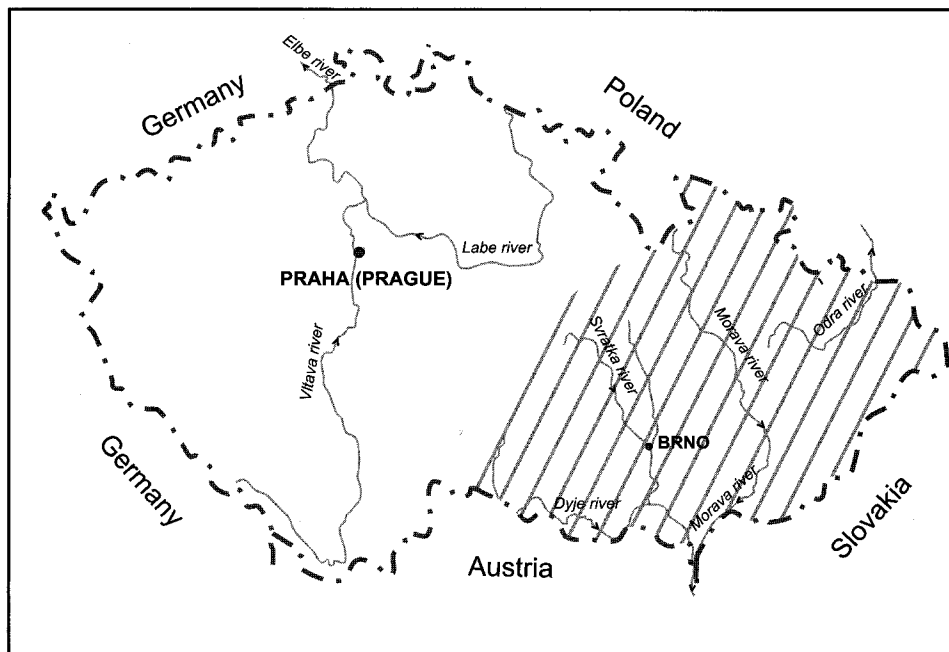 Elbe river
Germany
Poland
Labe river
PRAHA (PRAGUE)
Vltava river
Svratka river
Morava river
Odra river
BRNO
Germany
Dyje river
Morava river
Slovakia
Austria